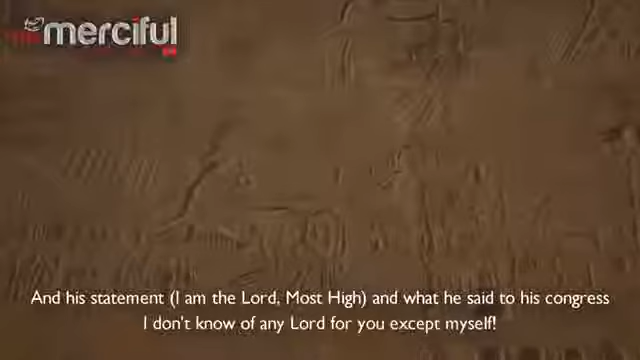 merciful
And his statement (I am the Lord, Most High) and what he said to his congress
I don't know of any Lord for you except myself!